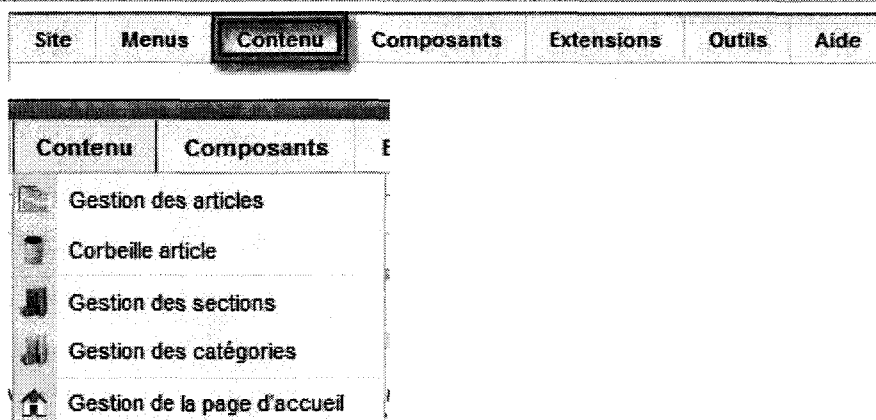 Site Menus Contenu Composants Extensions Outils Aide
Contenu Composants
Gestion des articles
Corbeille article
Gestion des sections
Gestion des catégories
Gestion de la page d'accueil